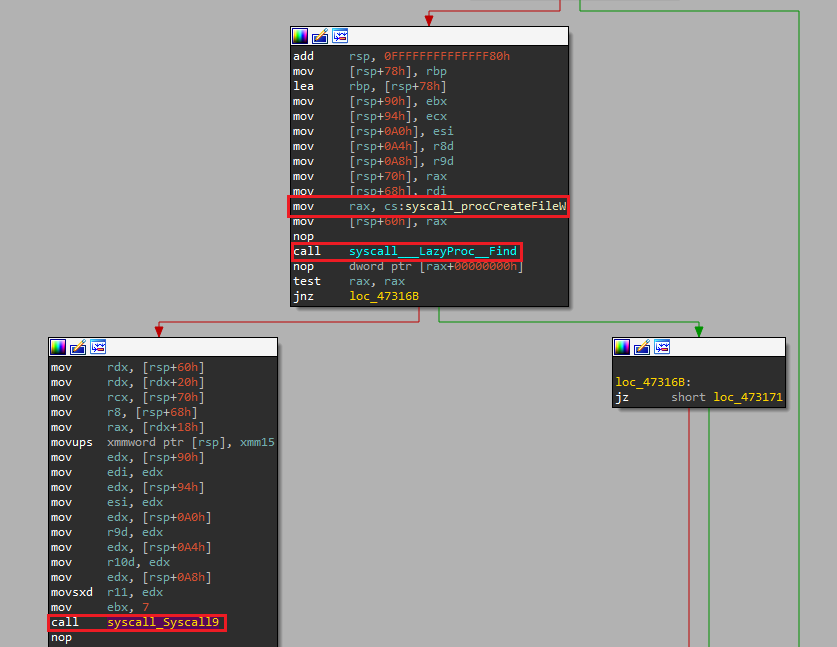 add rsp, 0FFFFFFFFFFFFFF80h
mov [rsp+78h], rbp
lea rbp, [rsp+78h]
mov [rsp+90h], ebx
mov [rsp+94h], ecx
mov [rsp+0A0h], esi
mov [rsp+0A4h], r8d
mov [rsp+0A8h], r9d
mov [rsp+70h], rax
mov [rsp+68h], rdi
mov rax, cs:syscall_procCreateFileW
mov [rsp+60h], rax
nop
call syscall___LazyProc__Find
nop dword ptr [rax+00000000h]
test rax, rax
jnz loc_47316B
mov rdx, [rsp+60h]
mov rdx, [rdx+20h]
mov rcx, [rsp+70h]
mov r8, [rsp+68h]
mov rax, [rdx+18h]
movups xmmword ptr [rsp], xmm15
mov edx, [rsp+90h]
mov edi, edx
mov edx, [rsp+94h]
mov esi, edx
mov edx, [rsp+0A0h]
mov r9d, edx
mov edx, [rsp+0A4h]
mov r10d, edx
mov edx, [rsp+0A8h]
movsxd r11, edx
mov ebx, 7
call syscall_Syscall9
nop
loc_47316B:
jz short loc_473171